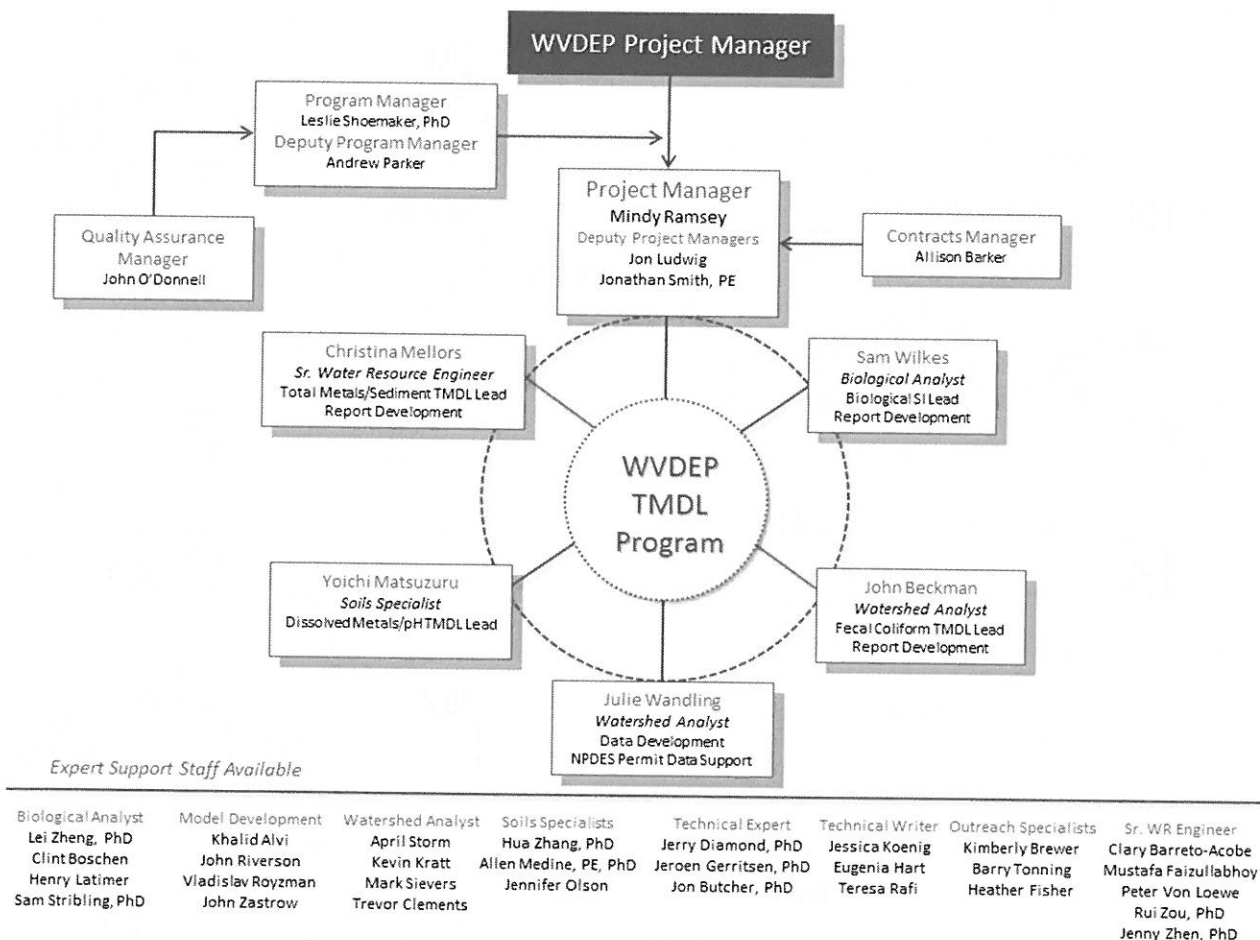 WVDEP Project Manager
Program Manager
Leslie Shoemaker, PhD
Deputy Program Manager
Andrew Parker
Project Manager
Mindy Ramsey
Deputy Project Managers
Jon Ludwig
Jonathan Smith, PE
Quality Assurance
Manager
John O'Donnell
Contracts Manager
Allison Barker
Christina Mellors
Sr. Water Resource Engineer
Total Metals/Sediment TMDL Lead
Report Development
Sam Wilkes
Biological Analyst
Biological SI Lead
Report Development
WVDEP
TMDL
Program
Yoichi Matsuzuru
Soils Specialist
Dissolved Metals/pH TMDL Lead
John Beckman
Watershed Analyst
Fecal Coliform TMDL Lead
Report Development
Julie Wandling
Watershed Analyst
Data Development
NPDES Permit Data Support
Expert Support Staff Available
Biological Analyst
Lei Zheng, PhD
Clint Boschen
Henry Latimer
Sam Stribling, PhD
Model Development
Khalid Alvi
John Riverson
Vladislav Royzman
John Zastrow
Watershed Analyst
April Storm
Kevin Kratt
Mark Sievers
Trevor Clements
Soils Specialists
Hua Zhang, PhD
Allen Medine, PE, PhD
Jennifer Olson
Technical Expert
Jerry Diamond, PhD
Jeroen Gerritsen, PhD
Jon Butcher, PhD
Technical Writer
Jessica Koenig
Eugenia Hart
Teresa Rafi
Outreach Specialists
Kimberly Brewer
Barry Tonning
Heather Fisher
Sr. WR Engineer
Clary Barreto-Acobe
Mustafa Faizullabhoy
Peter Von Loewe
Rui Zou, PhD
Jenny Zhen, PhD